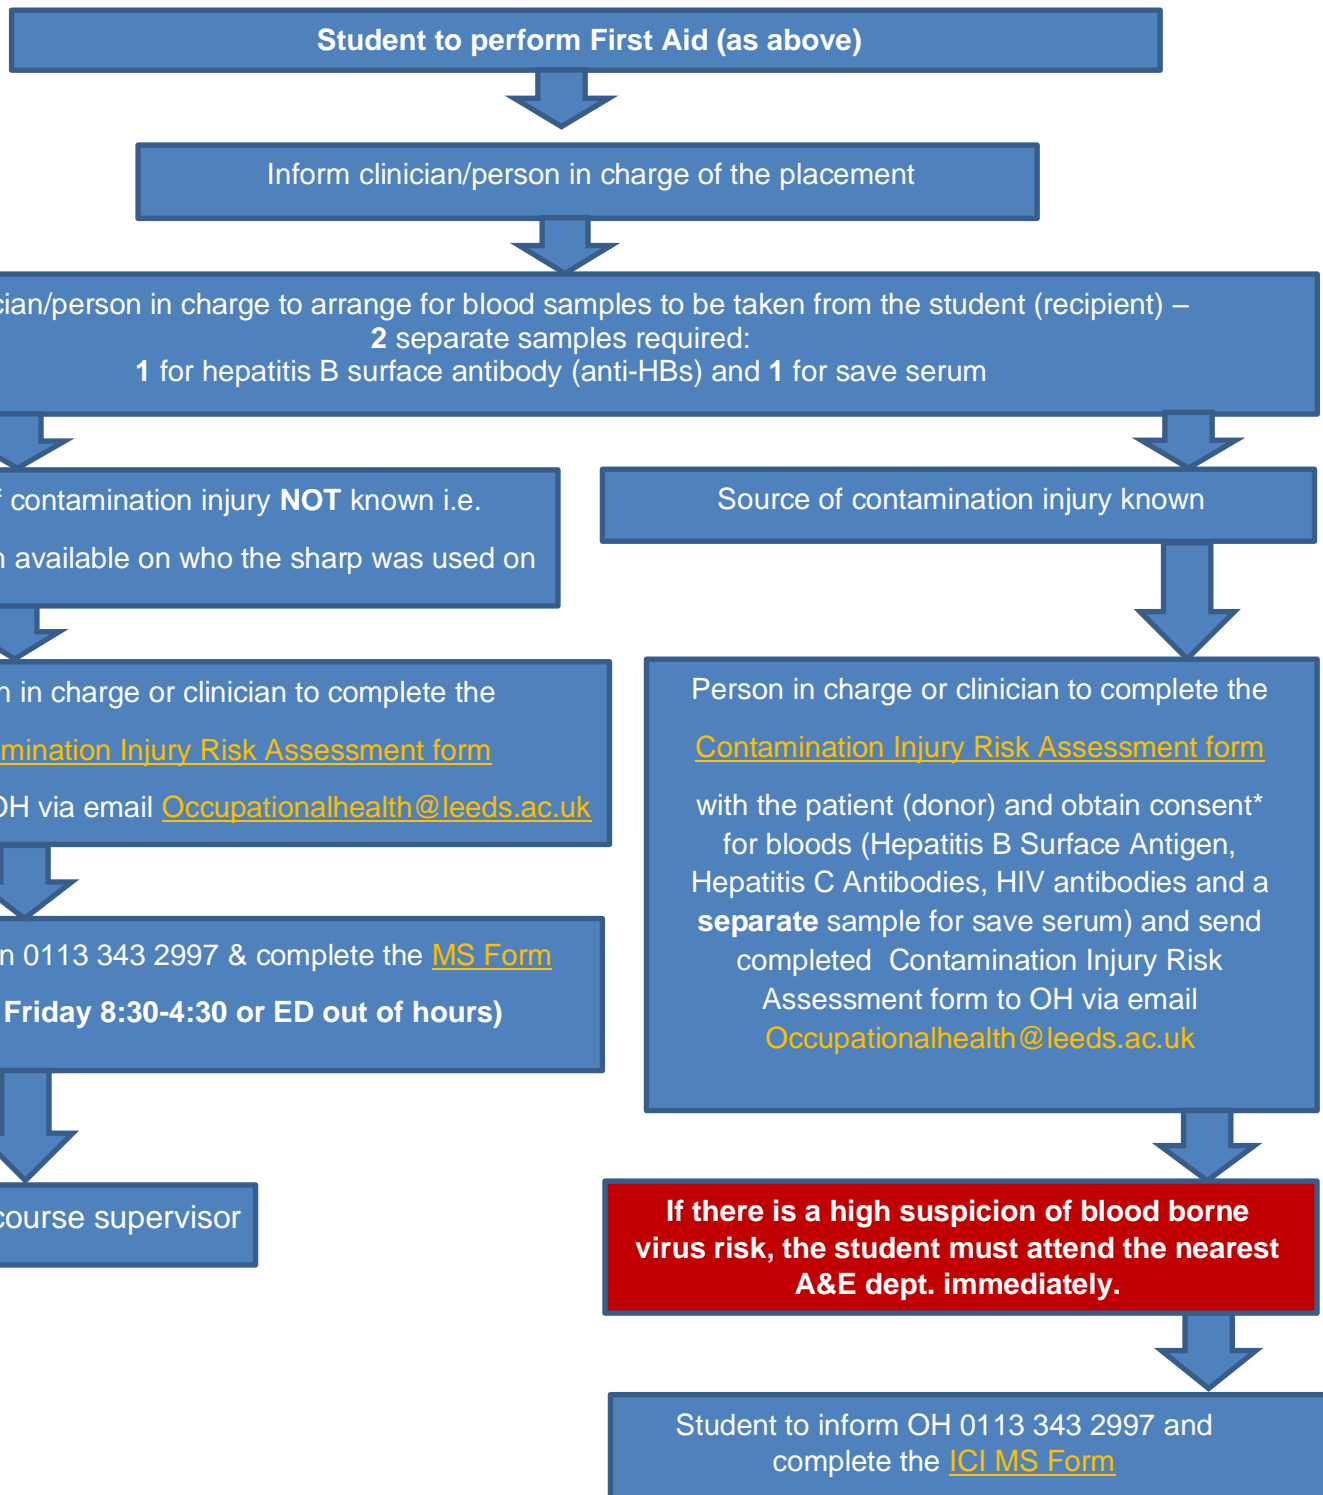 Student to perform First Aid (as above)
Inform clinician/person in charge of the placement
cian/person in charge to arrange for blood samples to be taken from the student (recipient) –
2 separate samples required:
1 for hepatitis B surface antibody (anti-HBs) and 1 for save serum
f contamination injury NOT known i.e.
n available on who the sharp was used on
n in charge or clinician to complete the
mination Injury Risk Assessment form
OH via email Occupationalhealth@leeds.ac.uk
n 0113 343 2997 & complete the MS Form
Friday 8:30-4:30 or ED out of hours)
course supervisor
Source of contamination injury known
Person in charge or clinician to complete the
Contamination Injury Risk Assessment form
with the patient (donor) and obtain consent*
for bloods (Hepatitis B Surface Antigen,
Hepatitis C Antibodies, HIV antibodies and a
separate sample for save serum) and send
completed Contamination Injury Risk
Assessment form to OH via email
Occupationalhealth@leeds.ac.uk
If there is a high suspicion of blood borne
virus risk, the student must attend the nearest
A&E dept. immediately.
Student to inform OH 0113 343 2997 and
complete the ICI MS Form